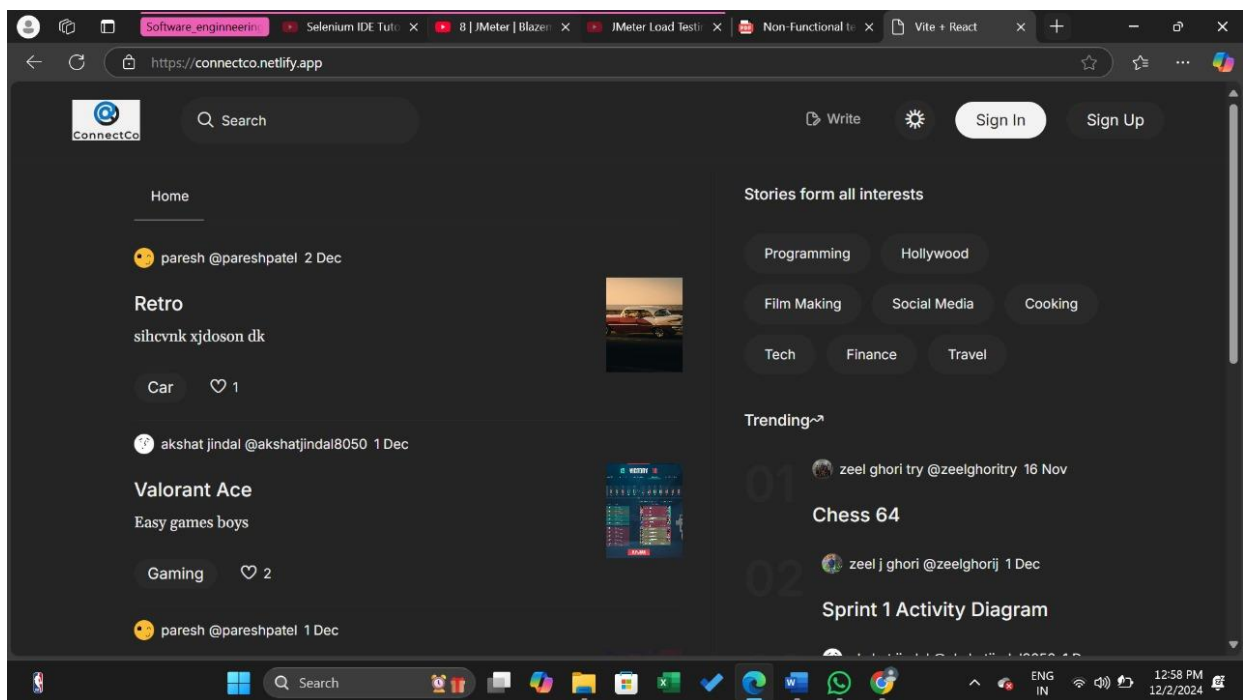 Software_enginneering
Selenium IDE Tuto
8 | JMeter | Blazem
JMeter Load Testin
Non-Functional te
Vite + React
https://connectco.netlify.app
ConnectCo
Search
Write
Sign In
Sign Up
Home
paresh @pareshpatel 2 Dec
Retro
sihcvnk xjdoson dk
Car
1
akshat jindal @akshatjindal8050 1 Dec
Valorant Ace
Easy games boys
VICTORY
Gaming
2
paresh @pareshpatel 1 Dec
Stories form all interests
Programming
Hollywood
Film Making
Social Media
Cooking
Tech
Finance
Travel
Trending
01
zeel ghori try @zeelghoritry 16 Nov
Chess 64
02
zeel j ghori @zeelghorij 1 Dec
Sprint 1 Activity Diagram
Search
ENG
IN
12:58 PM
12/2/2024